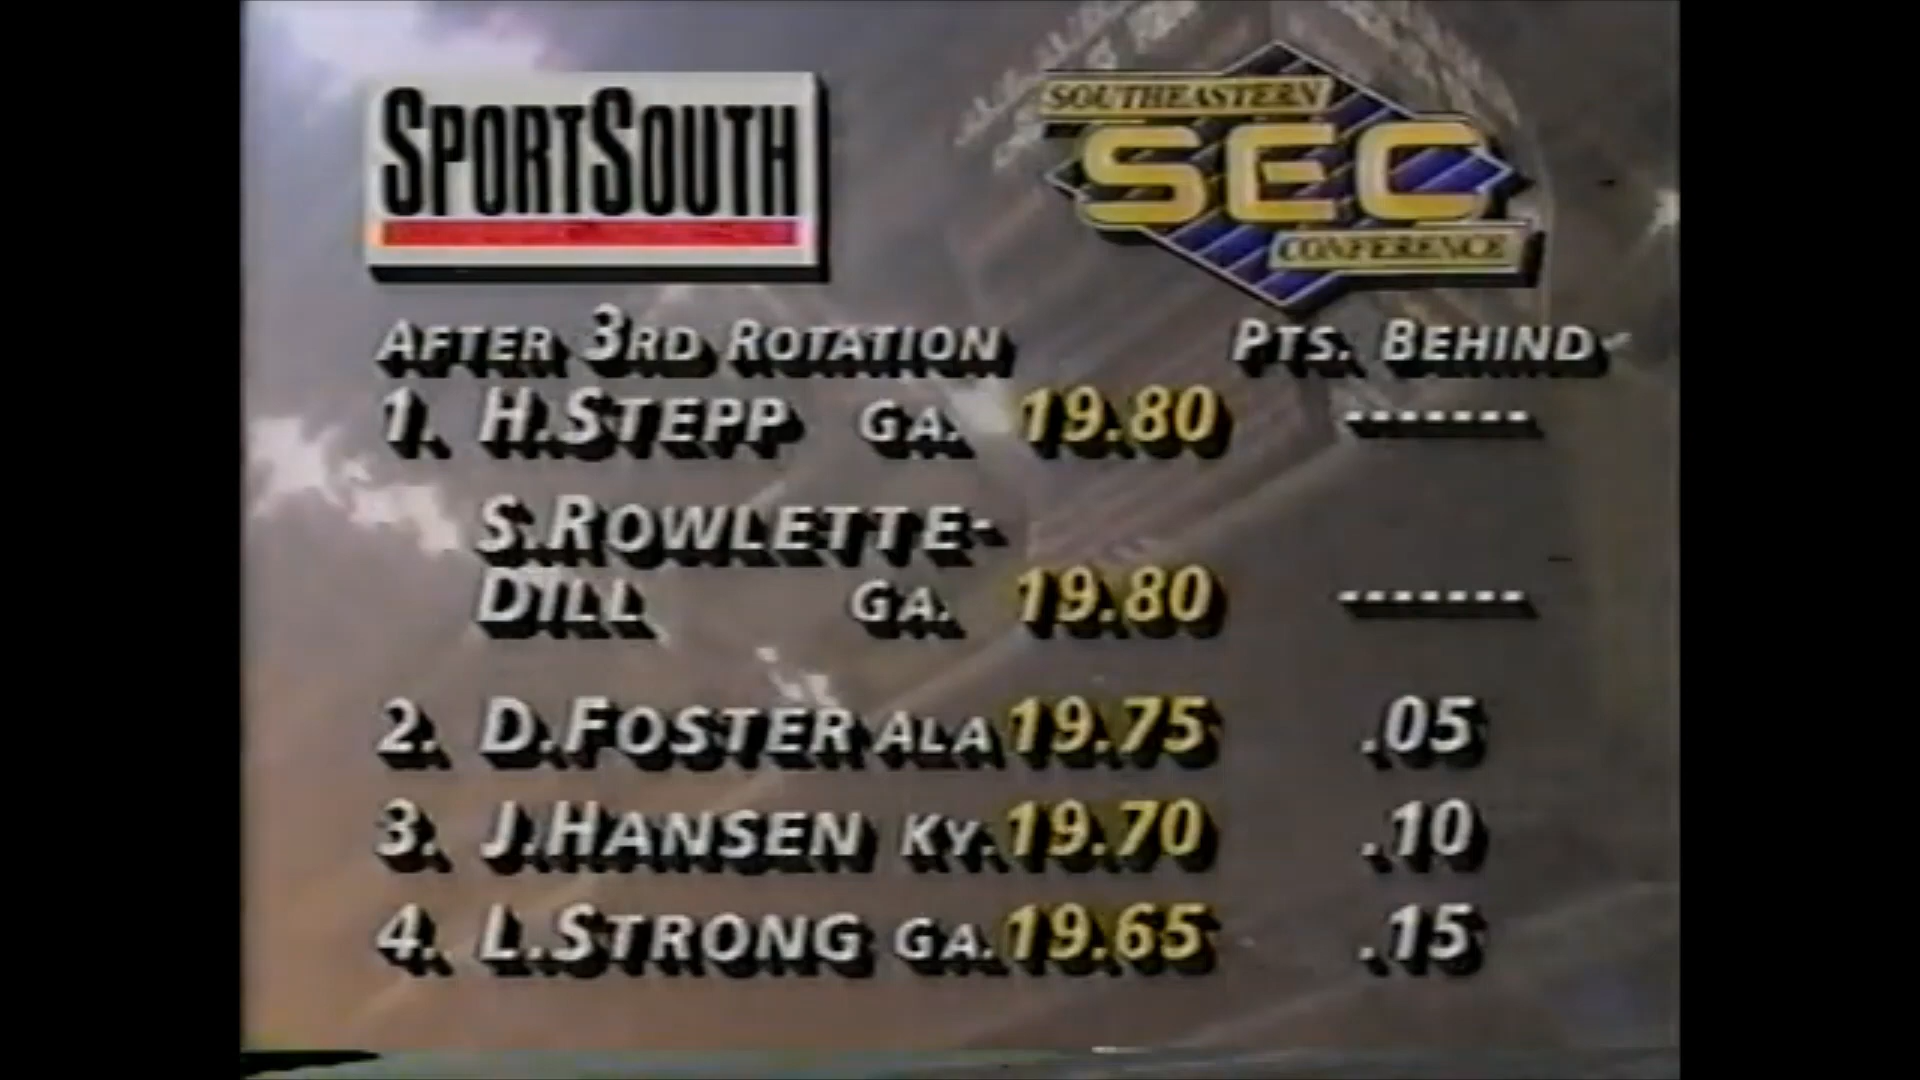 SPORTSOUTH
SOUTHEASTERN
SEC
CONFERENCE
AFTER 3RD ROTATION PTS. BEHIND
1. H.STEPP GA. 19.80 -------
S.ROWLETTE-
DILL GA. 19.80 -------
2. D.FOSTER ALA 19.75 .05
3. J.HANSEN KY. 19.70 .10
4. L.STRONG GA. 19.65 .15